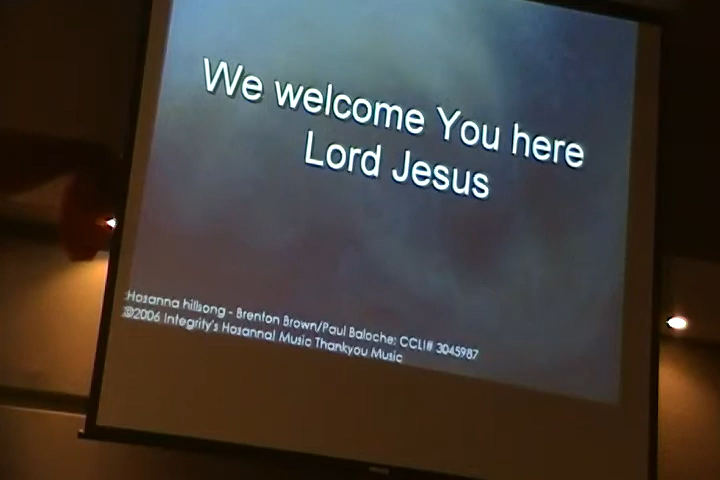 We welcome You here
Lord Jesus
Hosanna hillsong - Brenton Brown/Paul Baloche; CCLI# 3045987
©2006 Integrity's Hosanna! Music Thankyou Music